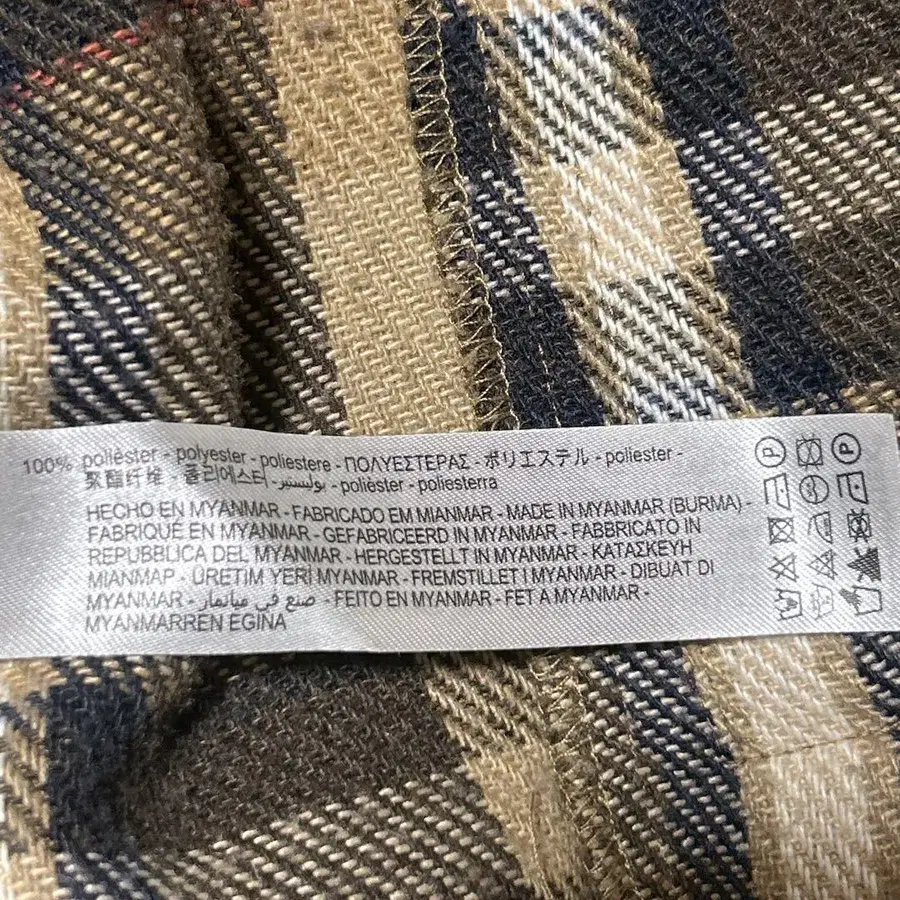 100% polièster - polyester - poliestere - ΠΟΛΥΕΣΤΕΡΑΣ - ポリエステル - poliester -
聚酯纤维 - 폴리에스터 - بوليستير - polièster - poliesterra
HECHO EN MYANMAR - FABRICADO EM MIANMAR - MADE IN MYANMAR (BURMA) -
FABRIQUÉ EN MYANMAR - GEFABRICEERD IN MYANMAR - FABBRICATO IN
REPUBBLICA DEL MYANMAR - HERGESTELLT IN MYANMAR - ΚΑΤΑΣΚΕΥΗ
ΜΙΑΝΜΑΡ - ÜRETİM YERİ MYANMAR - FREMSTILLET I MYANMAR - DIBUAT DI
MYANMAR - صنع في ميانمار - FEITO EN MYANMAR - FET A MYANMAR -
MYANMARREN EGINA
P P